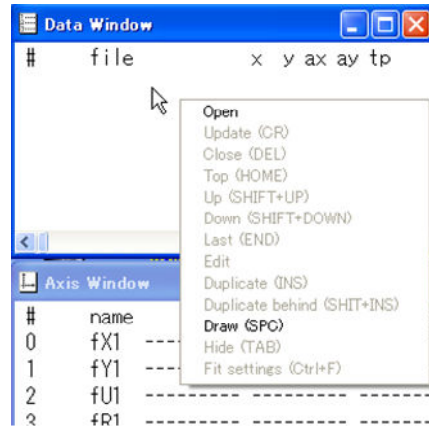 Data Window
# file x y ax ay tp
Open
Update (CR)
Close (DEL)
Top (HOME)
Up (SHIFT+UP)
Down (SHIFT+DOWN)
Last (END)
Edit
Duplicate (INS)
Duplicate behind (SHIT+INS)
Draw (SPC)
Hide (TAB)
Fit settings (Ctrl+F)
Axis Window
# name
0 fX1 ---- ---------- ------
1 fY1 ---- ---------- ------
2 fU1 ---------- ---------- ------
3 fR1 ---------- ---------- ------